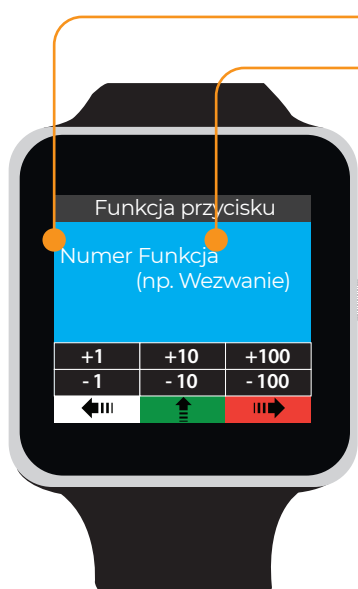 Funkcja przycisku
Numer Funkcja
(np. Wezwanie)
+1 +10 +100
- 1 - 10 - 100